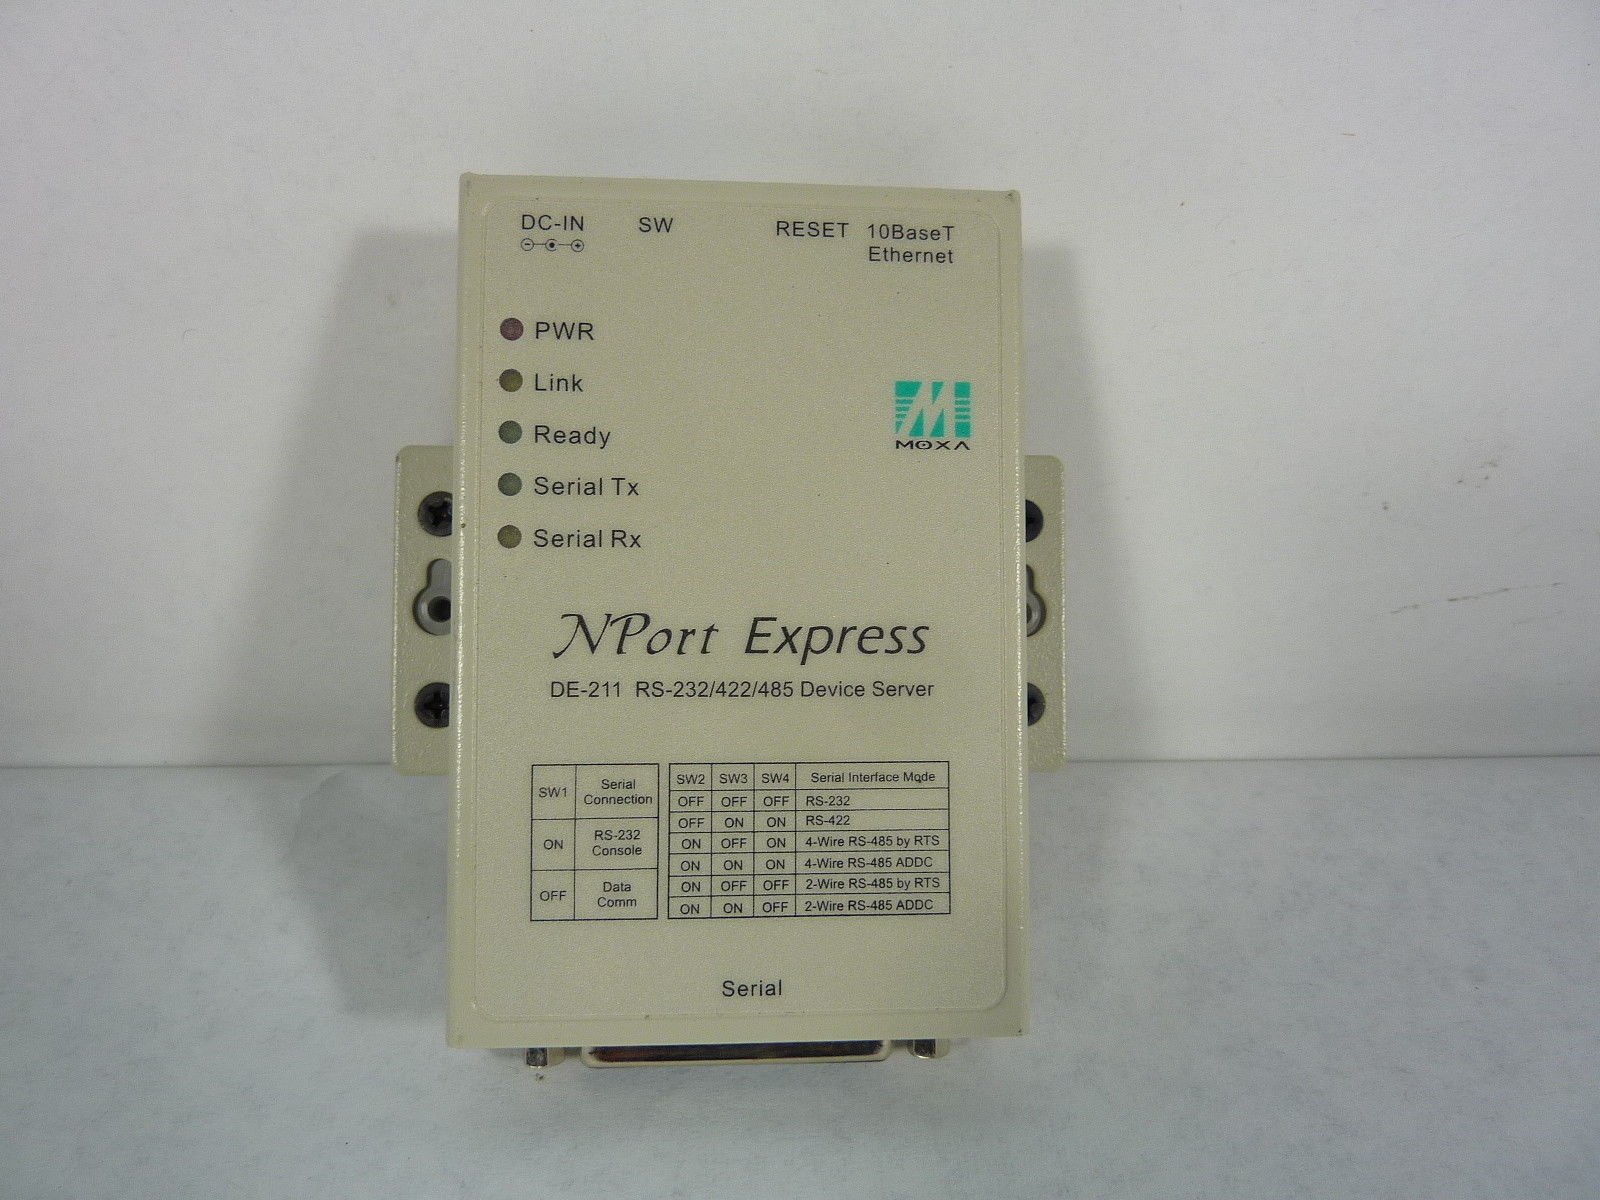 DC-IN SW RESET 10BaseT
Ethernet
PWR
Link
Ready
Serial Tx
Serial Rx
MOXA
NPort Express
DE-211 RS-232/422/485 Device Server
SW1 Serial Connection
ON RS-232 Console
OFF Data Comm
SW2 SW3 SW4 Serial Interface Mode
OFF OFF OFF RS-232
OFF ON ON RS-422
ON OFF ON 4-Wire RS-485 by RTS
ON ON ON 4-Wire RS-485 ADDC
ON OFF OFF 2-Wire RS-485 by RTS
ON ON OFF 2-Wire RS-485 ADDC
Serial